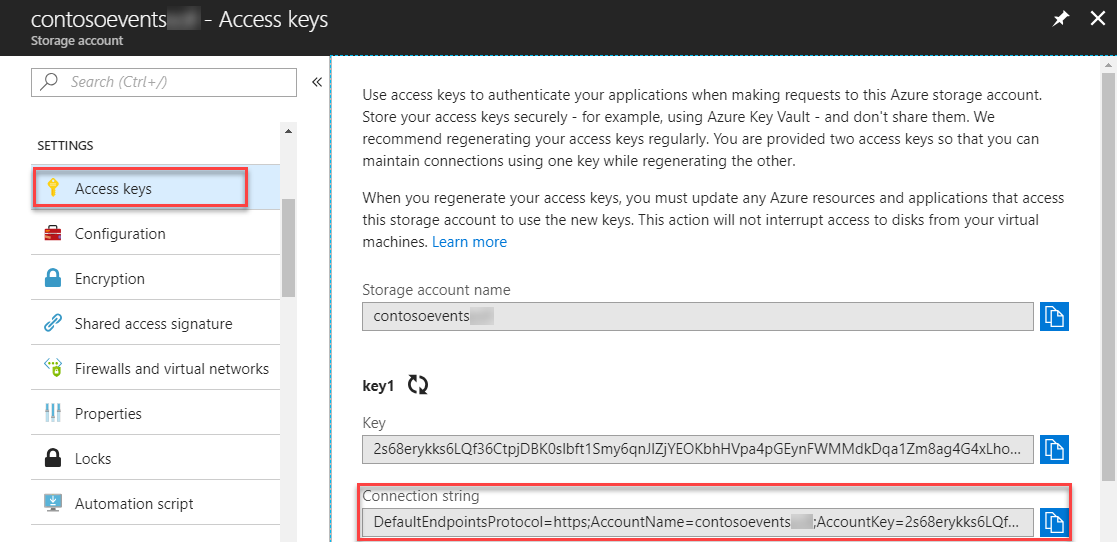 contosoevents - Access keys
Storage account
Search (Ctrl+/)
«
SETTINGS
Access keys
Configuration
Encryption
Shared access signature
Firewalls and virtual networks
Properties
Locks
Automation script
Use access keys to authenticate your applications when making requests to this Azure storage account.
Store your access keys securely - for example, using Azure Key Vault - and don't share them. We
recommend regenerating your access keys regularly. You are provided two access keys so that you can
maintain connections using one key while regenerating the other.
When you regenerate your access keys, you must update any Azure resources and applications that access
this storage account to use the new keys. This action will not interrupt access to disks from your virtual
machines. Learn more
Storage account name
contosoevents
key1
Key
2s68erykks6LQf36CtpjDBK0slbft1Smy6qnJIZjYEOKbhHVpa4pGEynFWMMdkDqa1Zm8ag4G4xLho...
Connection string
DefaultEndpointsProtocol=https;AccountName=contosoevents;AccountKey=2s68erykks6LQf...